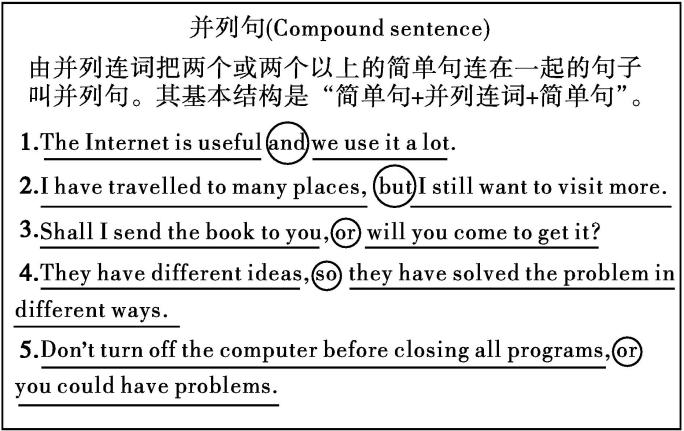 并列句(Compound sentence)
由并列连词把两个或两个以上的简单句连在一起的句子
叫并列句。其基本结构是“简单句+并列连词+简单句”。
1.The Internet is useful and we use it a lot.
2.I have travelled to many places, but I still want to visit more.
3.Shall I send the book to you, or will you come to get it?
4.They have different ideas, so they have solved the problem in
different ways.
5.Don't turn off the computer before closing all programs, or
you could have problems.